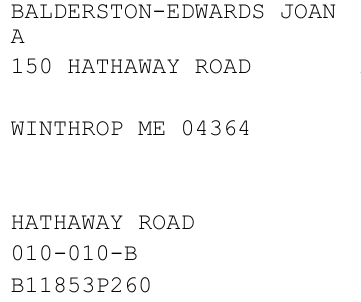 BALDERSTON-EDWARDS JOAN
A
150 HATHAWAY ROAD
WINTHROP ME 04364
HATHAWAY ROAD
010-010-B
B11853P260